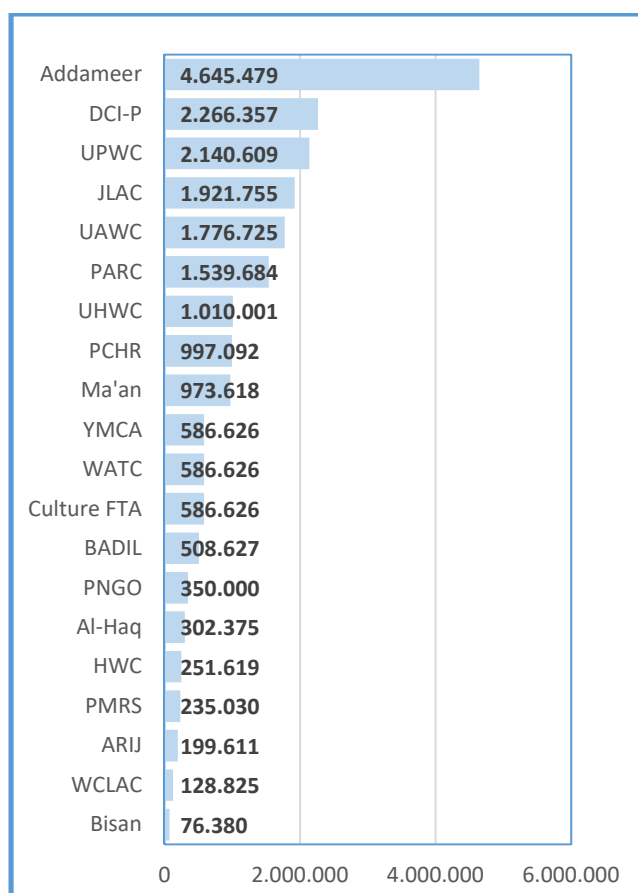 Addameer 4.645.479
DCI-P 2.266.357
UPWC 2.140.609
JLAC 1.921.755
UAWC 1.776.725
PARC 1.539.684
UHWC 1.010.001
PCHR 997.092
Ma'an 973.618
YMCA 586.626
WATC 586.626
Culture FTA 586.626
BADIL 508.627
PNGO 350.000
Al-Haq 302.375
HWC 251.619
PMRS 235.030
ARIJ 199.611
WCLAC 128.825
Bisan 76.380
0 2.000.000 4.000.000 6.000.000